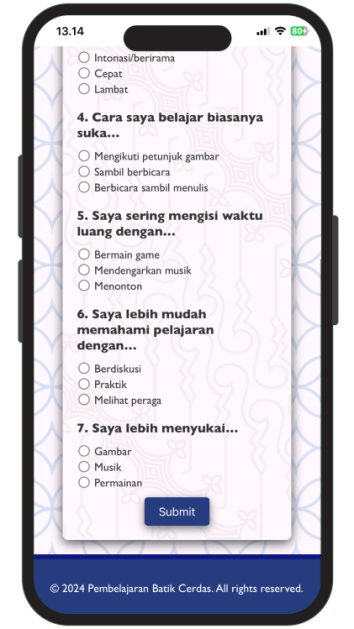 13.14
80
Intonasi/berirama
Cepat
Lambat
4. Cara saya belajar biasanya
suka...
Mengikuti petunjuk gambar
Sambil berbicara
Berbicara sambil menulis
5. Saya sering mengisi waktu
luang dengan...
Bermain game
Mendengarkan musik
Menonton
6. Saya lebih mudah
memahami pelajaran
dengan...
Berdiskusi
Praktik
Melihat peraga
7. Saya lebih menyukai...
Gambar
Musik
Permainan
Submit
© 2024 Pembelajaran Batik Cerdas. All rights reserved.